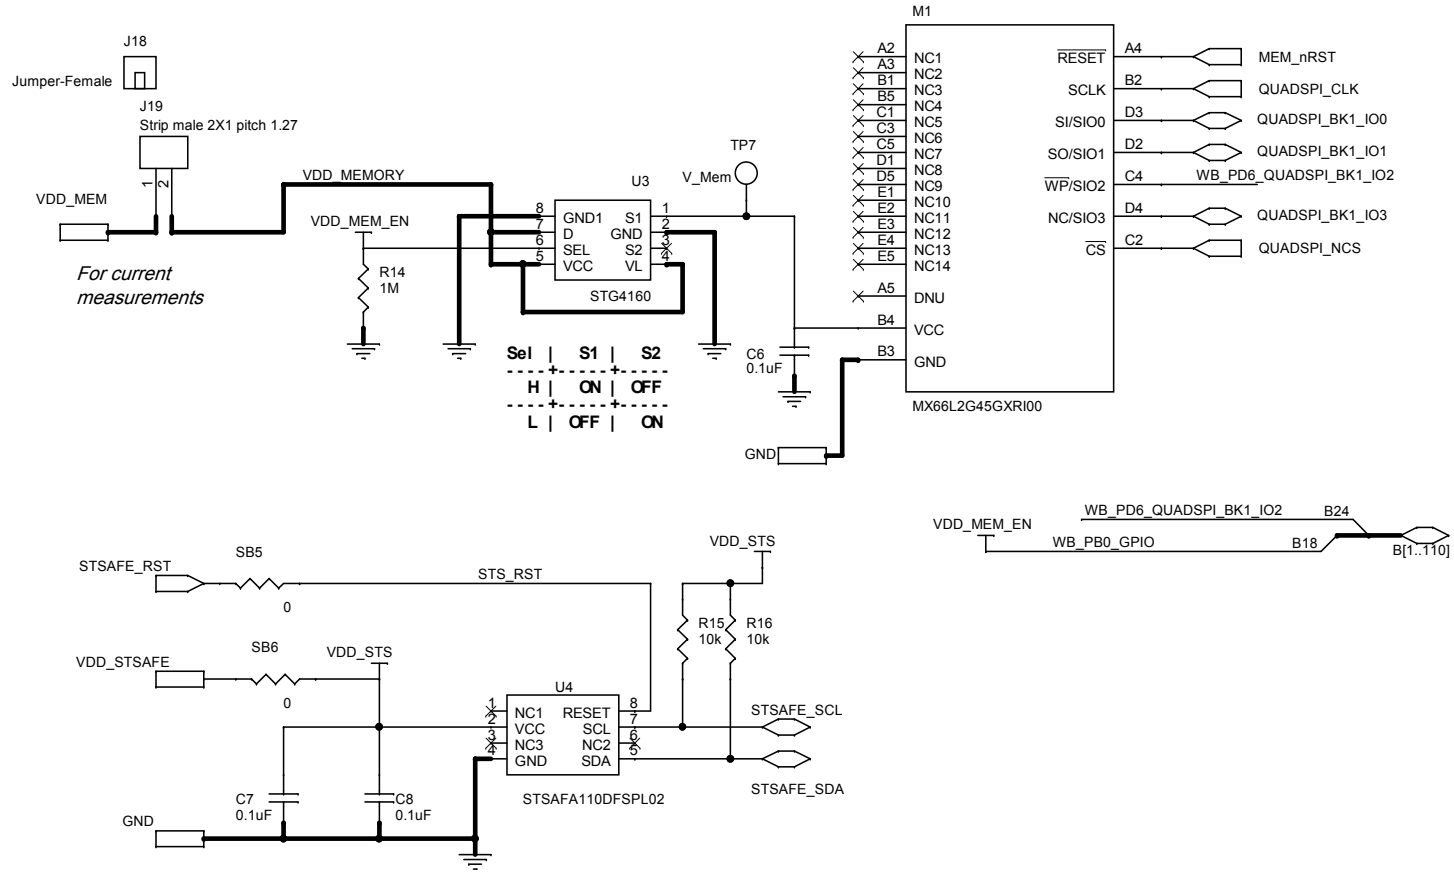 M1
J18
Jumper-Female
J19
Strip male 2X1 pitch 1.27
1
2
VDD_MEM
VDD_MEMORY
For current
measurements
VDD_MEM_EN
R14
1M
U3
8 GND1 S1 1
7 D GND 2
6 SEL S2 3
5 VCC VL 4
STG4160
Sel | S1 | S2
-----+-----+-----
H | ON | OFF
-----+-----+-----
L | OFF | ON
TP7
V_Mem
C6
0.1uF
GND
A2 NC1
A3 NC2
B1 NC3
B5 NC4
C1 NC5
C3 NC6
C5 NC7
D1 NC8
D5 NC9
E1 NC10
E2 NC11
E3 NC12
E4 NC13
E5 NC14
A5 DNU
B4 VCC
B3 GND
RESET A4 MEM_nRST
SCLK B2 QUADSPI_CLK
SI/SIO0 D3 QUADSPI_BK1_IO0
SO/SIO1 D2 QUADSPI_BK1_IO1
WP/SIO2 C4 WB_PD6_QUADSPI_BK1_IO2
NC/SIO3 D4 QUADSPI_BK1_IO3
CS C2 QUADSPI_NCS
MX66L2G45GXRI00
WB_PD6_QUADSPI_BK1_IO2 B24
VDD_MEM_EN
WB_PB0_GPIO B18
B[1..110]
STSAFE_RST
SB5
0
STS_RST
VDD_STS
R15
10k
R16
10k
VDD_STSAFE
SB6
0
VDD_STS
U4
1 NC1 RESET 8
2 VCC SCL 7
3 NC3 NC2 6
4 GND SDA 5
STSAFA110DFSPL02
STSAFE_SCL
STSAFE_SDA
C7
0.1uF
C8
0.1uF
GND